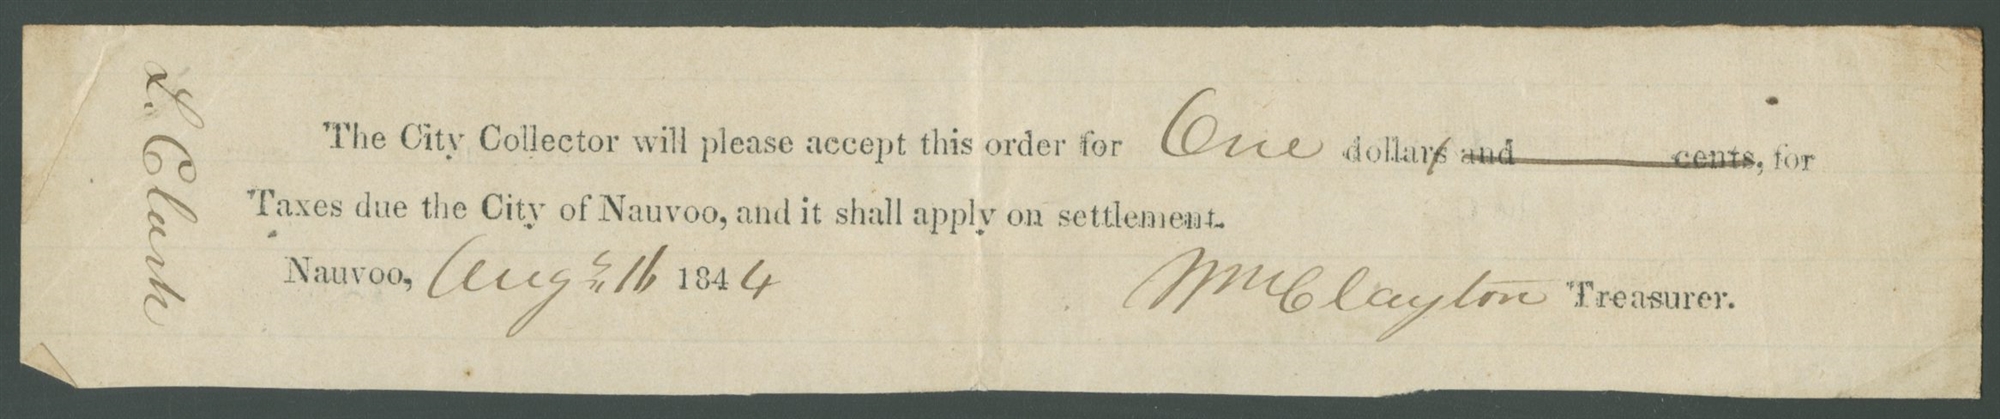 L. Clark
The City Collector will please accept this order for One dollars and cents, for
Taxes due the City of Nauvoo, and it shall apply on settlement.
Nauvoo, Augt 16 1844 Wm Clayton Treasurer.